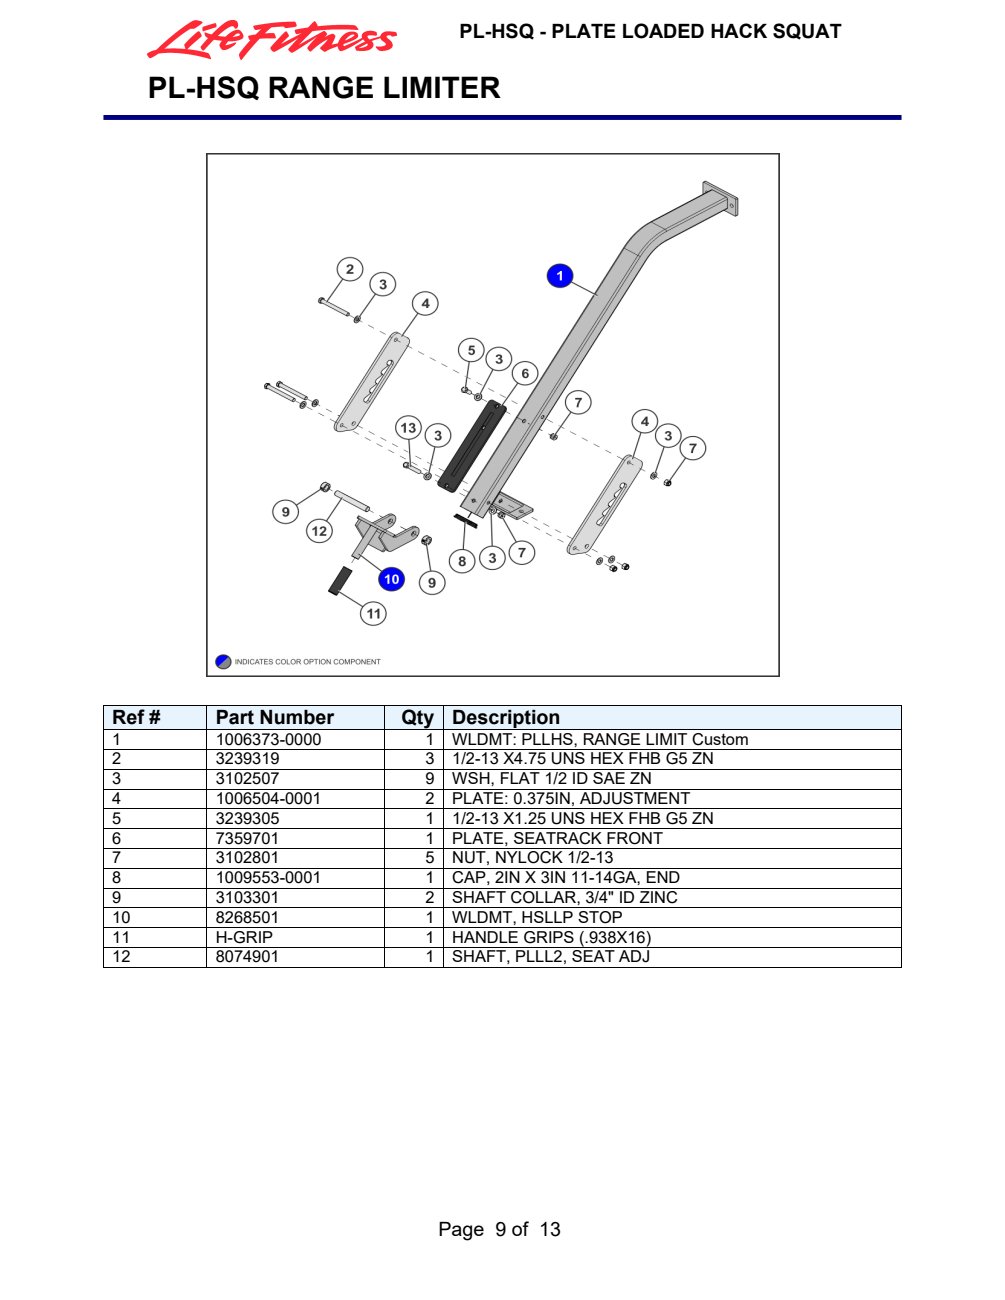 LifeFitness
PL-HSQ - PLATE LOADED HACK SQUAT
PL-HSQ RANGE LIMITER
1
2
3
4
5
3
6
7
13
3
4
3
7
9
12
8
3
7
10
9
11
INDICATES COLOR OPTION COMPONENT
Ref # Part Number Qty Description
1 1006373-0000 1 WLDMT: PLLHS, RANGE LIMIT Custom
2 3239319 3 1/2-13 X4.75 UNS HEX FHB G5 ZN
3 3102507 9 WSH, FLAT 1/2 ID SAE ZN
4 1006504-0001 2 PLATE: 0.375IN, ADJUSTMENT
5 3239305 1 1/2-13 X1.25 UNS HEX FHB G5 ZN
6 7359701 1 PLATE, SEATRACK FRONT
7 3102801 5 NUT, NYLOCK 1/2-13
8 1009553-0001 1 CAP, 2IN X 3IN 11-14GA, END
9 3103301 2 SHAFT COLLAR, 3/4" ID ZINC
10 8268501 1 WLDMT, HSLLP STOP
11 H-GRIP 1 HANDLE GRIPS (.938X16)
12 8074901 1 SHAFT, PLLL2, SEAT ADJ
Page 9 of 13